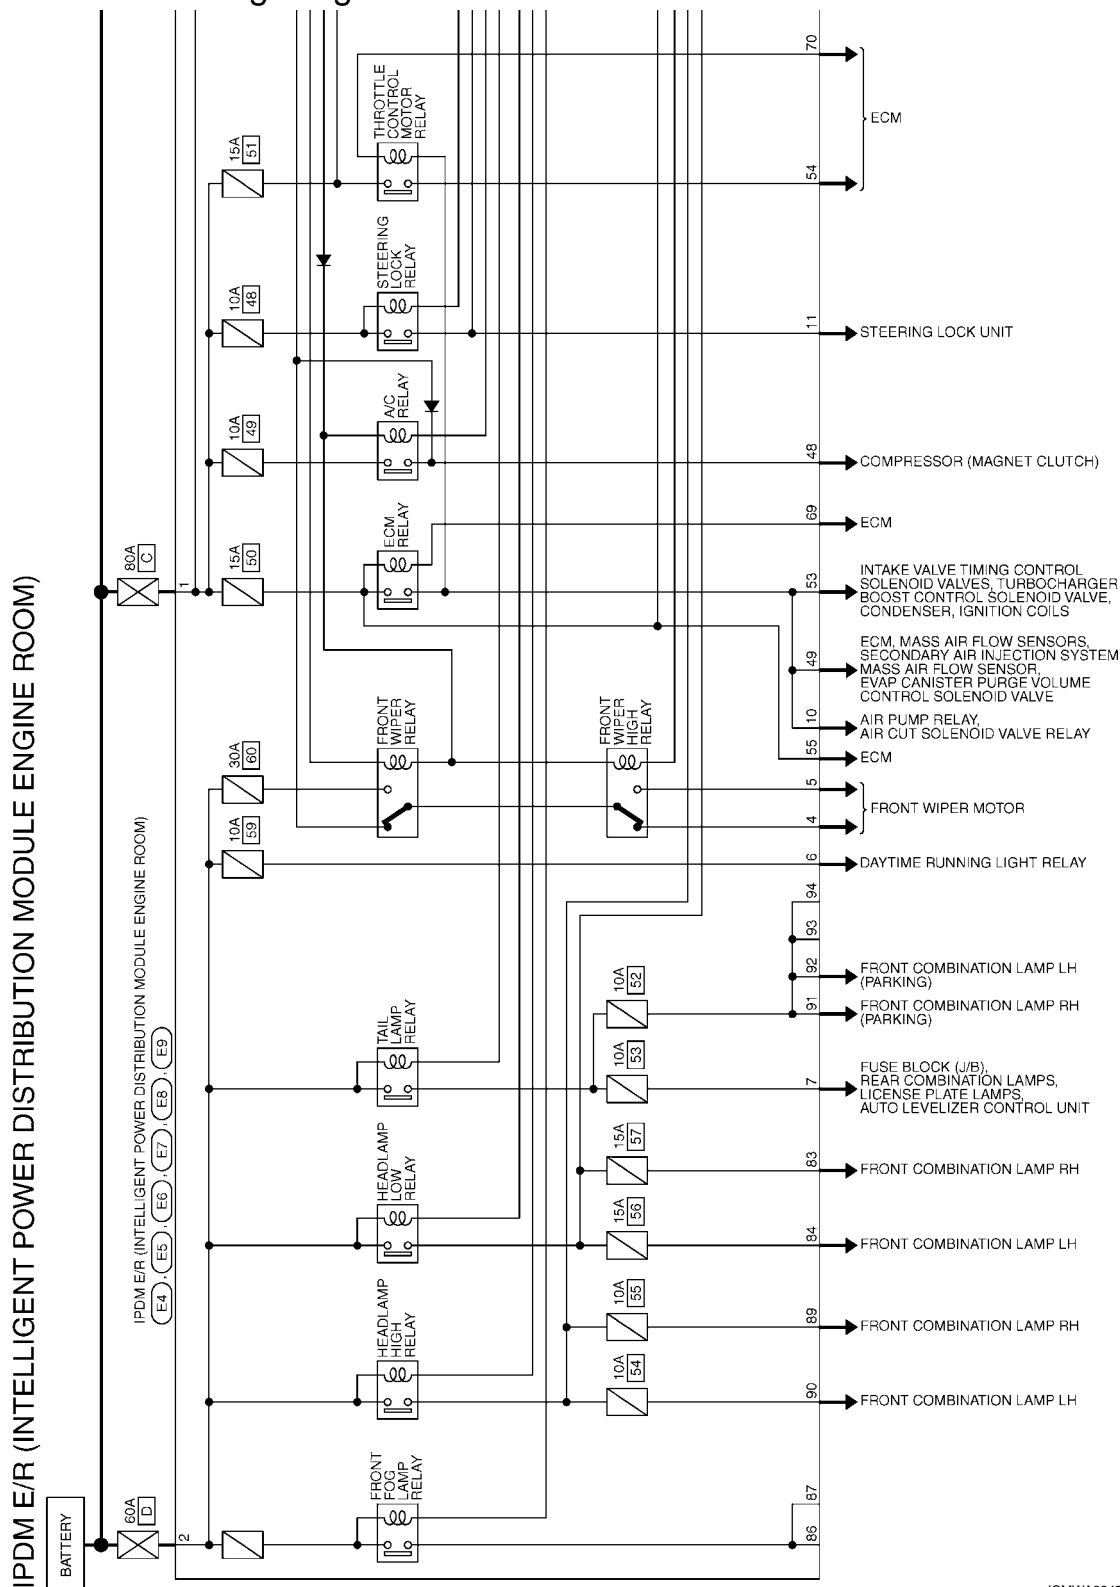 IPDM E/R (INTELLIGENT POWER DISTRIBUTION MODULE ENGINE ROOM)
BATTERY
80A
C
60A
D
1
2
IPDM E/R (INTELLIGENT POWER DISTRIBUTION MODULE ENGINE ROOM)
E4 , E5 , E6 , E7 , E8 , E9
15A
51
THROTTLE
CONTROL
MOTOR
RELAY
70
54
ECM
10A
48
STEERING
LOCK
RELAY
11
STEERING LOCK UNIT
10A
49
A/C
RELAY
48
COMPRESSOR (MAGNET CLUTCH)
15A
50
ECM
RELAY
69
ECM
53
INTAKE VALVE TIMING CONTROL
SOLENOID VALVES, TURBOCHARGER
BOOST CONTROL SOLENOID VALVE,
CONDENSER, IGNITION COILS
49
ECM, MASS AIR FLOW SENSORS,
SECONDARY AIR INJECTION SYSTEM
MASS AIR FLOW SENSOR,
EVAP CANISTER PURGE VOLUME
CONTROL SOLENOID VALVE
10
AIR PUMP RELAY,
AIR CUT SOLENOID VALVE RELAY
55
ECM
30A
60
FRONT
WIPER
RELAY
FRONT
WIPER
HIGH
RELAY
5
4
FRONT WIPER MOTOR
10A
59
6
DAYTIME RUNNING LIGHT RELAY
94
93
92
FRONT COMBINATION LAMP LH
(PARKING)
10A
52
91
FRONT COMBINATION LAMP RH
(PARKING)
TAIL
LAMP
RELAY
10A
53
7
FUSE BLOCK (J/B),
REAR COMBINATION LAMPS,
LICENSE PLATE LAMPS,
AUTO LEVELIZER CONTROL UNIT
15A
57
83
FRONT COMBINATION LAMP RH
HEADLAMP
LOW
RELAY
15A
56
84
FRONT COMBINATION LAMP LH
10A
55
89
FRONT COMBINATION LAMP RH
HEADLAMP
HIGH
RELAY
10A
54
90
FRONT COMBINATION LAMP LH
FRONT
FOG
LAMP
RELAY
87
86